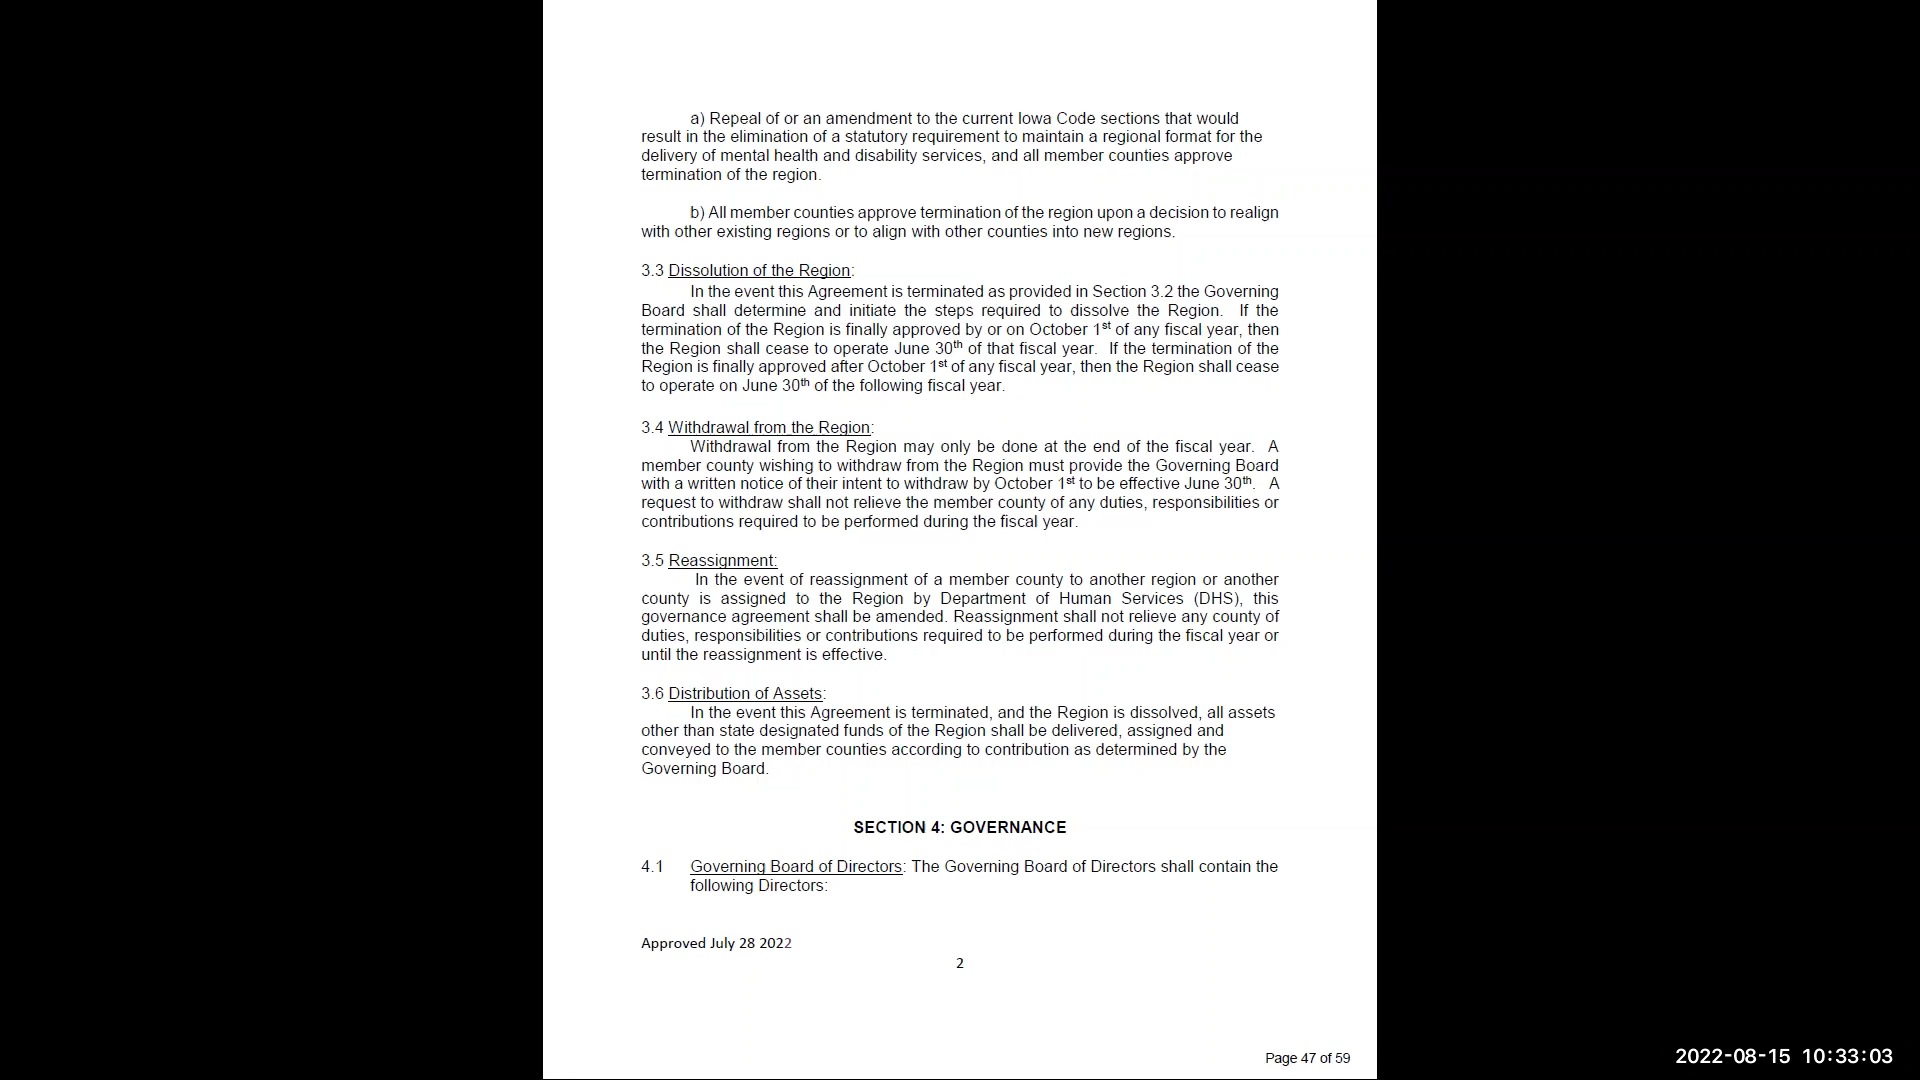 a) Repeal of or an amendment to the current Iowa Code sections that would
result in the elimination of a statutory requirement to maintain a regional format for the
delivery of mental health and disability services, and all member counties approve
termination of the region.
b) All member counties approve termination of the region upon a decision to realign
with other existing regions or to align with other counties into new regions.
3.3 Dissolution of the Region:
In the event this Agreement is terminated as provided in Section 3.2 the Governing
Board shall determine and initiate the steps required to dissolve the Region. If the
termination of the Region is finally approved by or on October 1st of any fiscal year, then
the Region shall cease to operate June 30th of that fiscal year. If the termination of the
Region is finally approved after October 1st of any fiscal year, then the Region shall cease
to operate on June 30th of the following fiscal year.
3.4 Withdrawal from the Region:
Withdrawal from the Region may only be done at the end of the fiscal year. A
member county wishing to withdraw from the Region must provide the Governing Board
with a written notice of their intent to withdraw by October 1st to be effective June 30th. A
request to withdraw shall not relieve the member county of any duties, responsibilities or
contributions required to be performed during the fiscal year.
3.5 Reassignment:
In the event of reassignment of a member county to another region or another
county is assigned to the Region by Department of Human Services (DHS), this
governance agreement shall be amended. Reassignment shall not relieve any county of
duties, responsibilities or contributions required to be performed during the fiscal year or
until the reassignment is effective.
3.6 Distribution of Assets:
In the event this Agreement is terminated, and the Region is dissolved, all assets
other than state designated funds of the Region shall be delivered, assigned and
conveyed to the member counties according to contribution as determined by the
Governing Board.
SECTION 4: GOVERNANCE
4.1 Governing Board of Directors: The Governing Board of Directors shall contain the
following Directors:
Approved July 28 2022
2
Page 47 of 59
2022-08-15 10:33:03